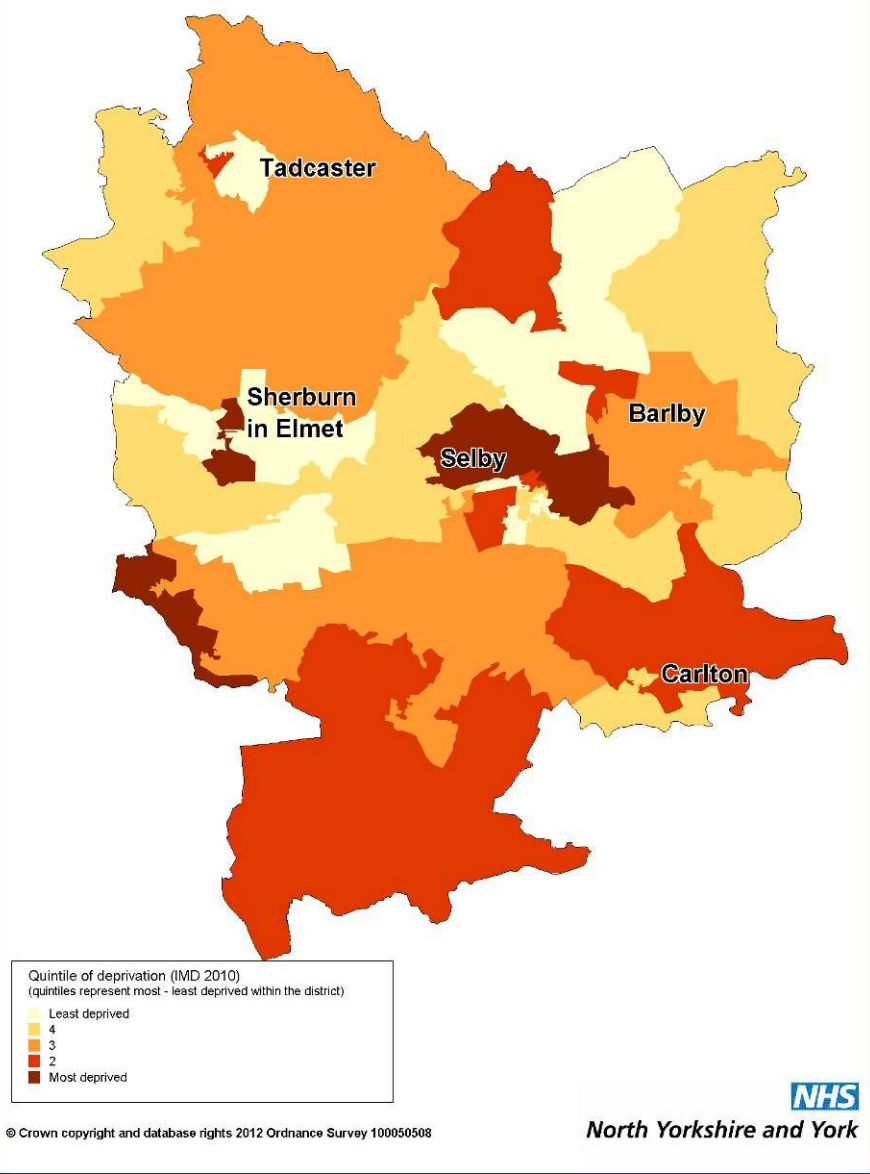 Tadcaster
Sherburn
in Elmet
Barlby
Selby
Carlton
Quintile of deprivation (IMD 2010)
(quintiles represent most - least deprived within the district)
Least deprived
4
3
2
Most deprived
NHS
North Yorkshire and York
© Crown copyright and database rights 2012 Ordnance Survey 100050508